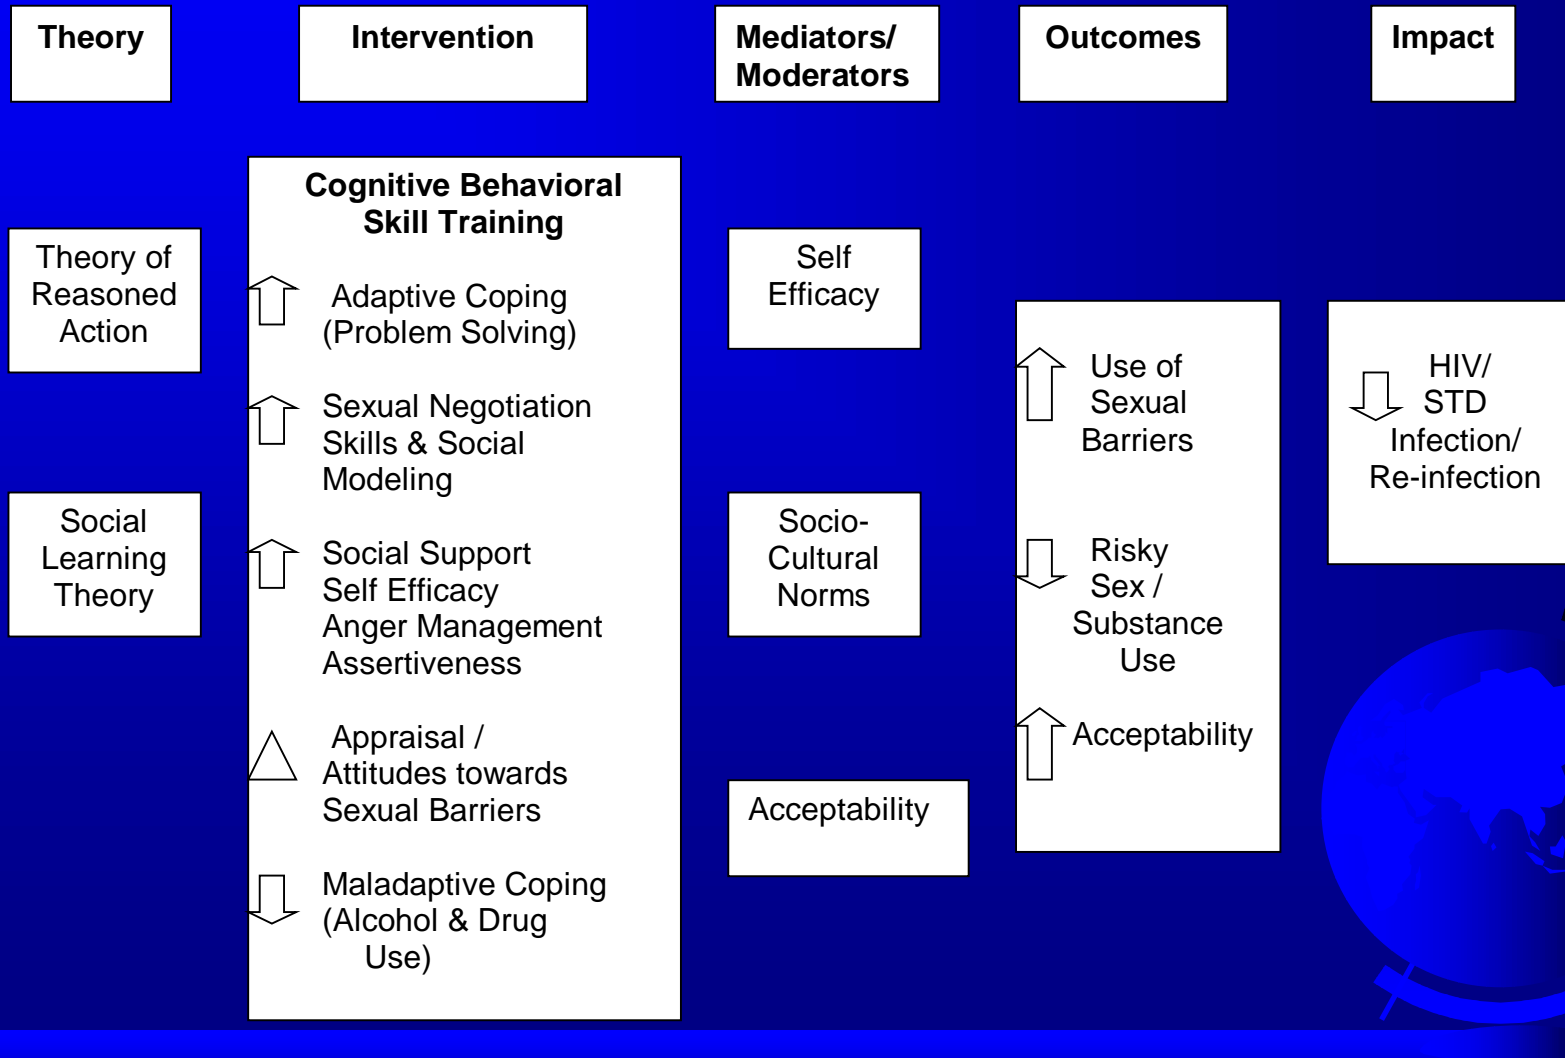 Theory
Intervention
Mediators/
Moderators
Outcomes
Impact
Theory of
Reasoned
Action
Social
Learning
Theory
Cognitive Behavioral
Skill Training
Adaptive Coping
(Problem Solving)
Sexual Negotiation
Skills & Social
Modeling
Social Support
Self Efficacy
Anger Management
Assertiveness
Appraisal /
Attitudes towards
Sexual Barriers
Maladaptive Coping
(Alcohol & Drug
Use)
Self
Efficacy
Socio-
Cultural
Norms
Acceptability
Use of
Sexual
Barriers
Risky
Sex /
Substance
Use
Acceptability
HIV/
STD
Infection/
Re-infection